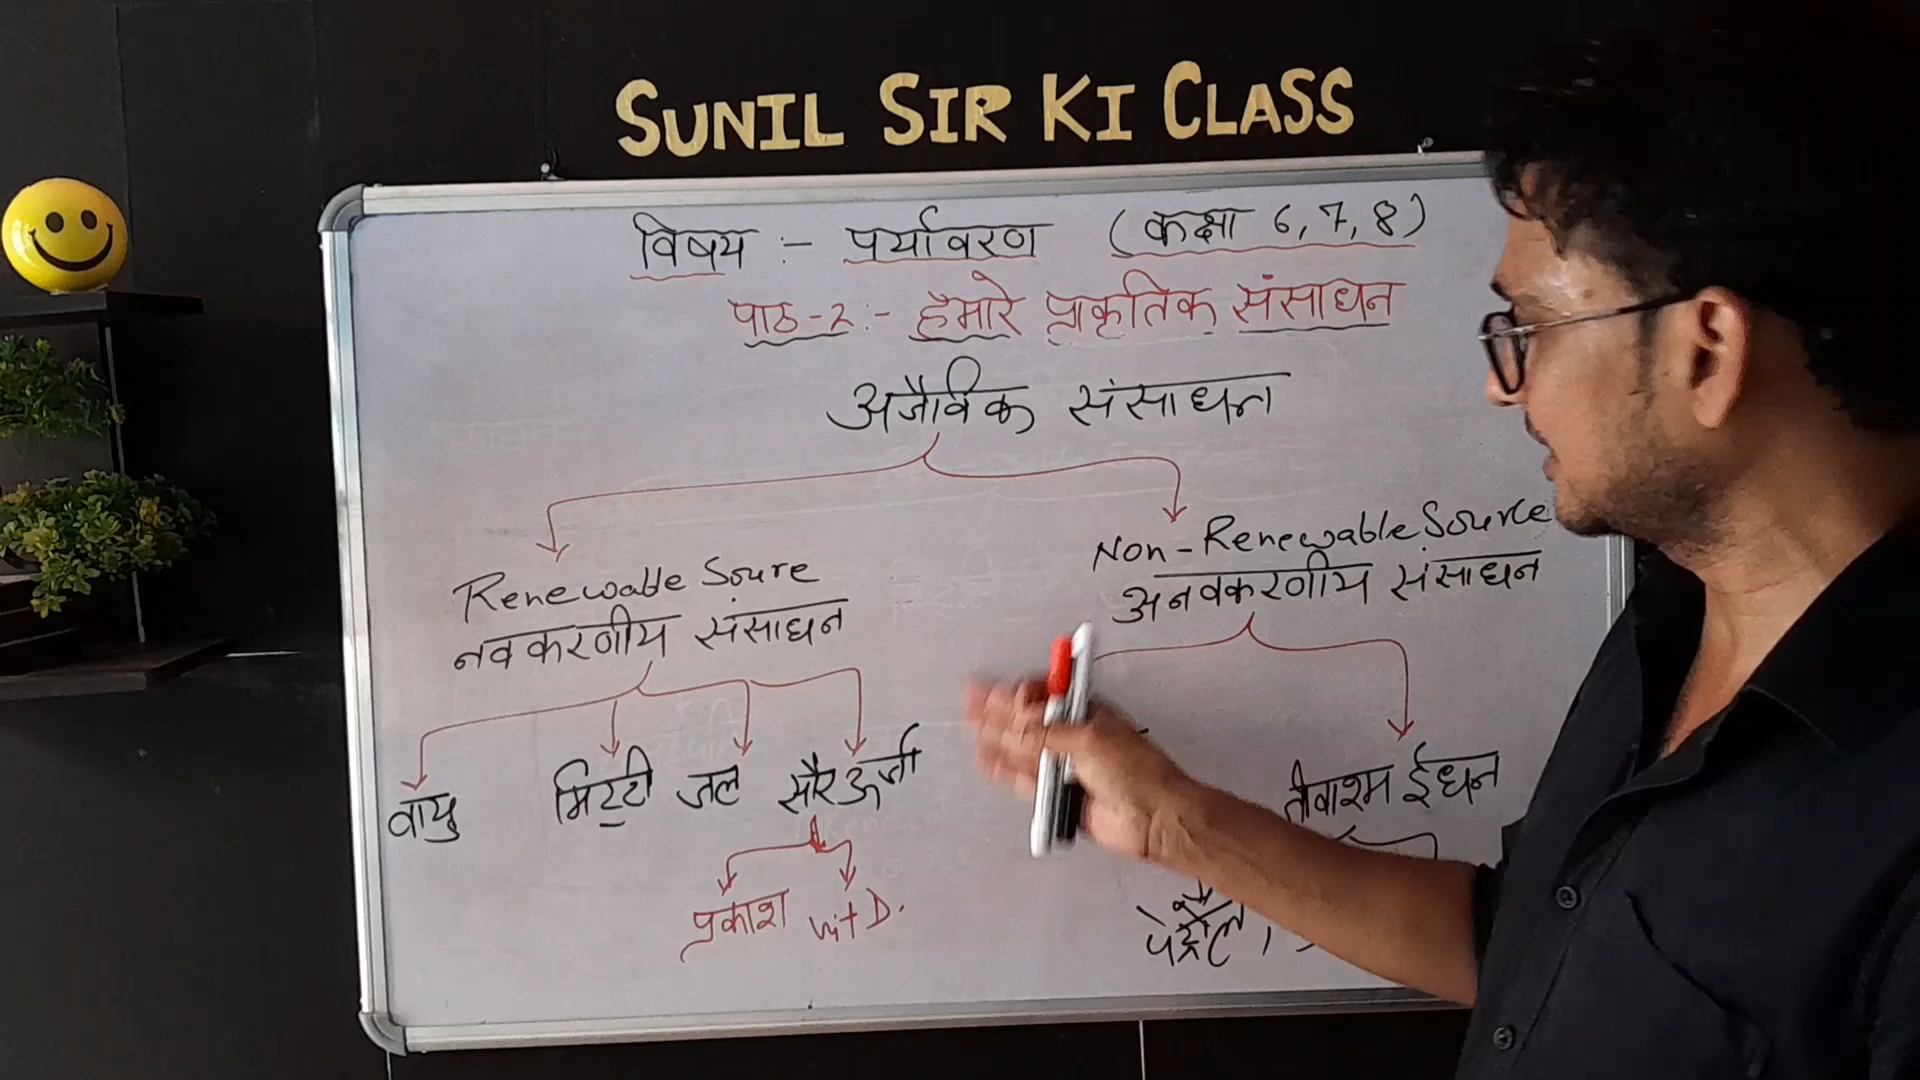 SUNIL SIR KI CLASS
विषय :- पर्यावरण (कक्षा 6, 7, 8)
पाठ-2:- हमारे प्राकृतिक संसाधन
अजैविक संसाधन
Renewable Soure
नवकरणीय संसाधन
Non-Renewable Source
अनवकरणीय संसाधन
वायु मिट्टी जल सौरऊर्जा
प्रकाश Vit D.
ईंधन
पेट्रोल,